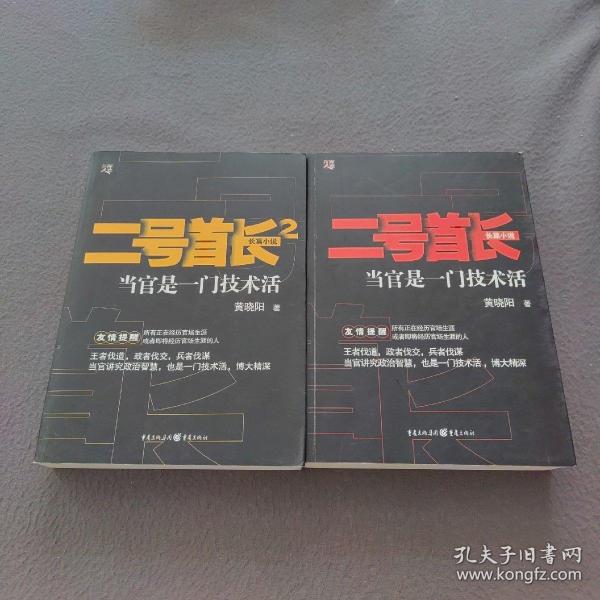 二号首长2
长篇小说
当官是一门技术活
黄晓阳 著
友情提醒
所有正在经历官场生涯
或者即将经历官场生涯的人
王者伐道，政者伐交，兵者伐谋
当官讲究政治智慧，也是一门技术活，博大精深
重庆出版集团 重庆出版社
二号首长
长篇小说
当官是一门技术活
黄晓阳 著
友情提醒
所有正在经历官场生涯
或者即将经历官场生涯的人
王者伐道，政者伐交，兵者伐谋
当官讲究政治智慧，也是一门技术活，博大精深
重庆出版集团 重庆出版社
孔夫子旧书网
www.kongfz.com